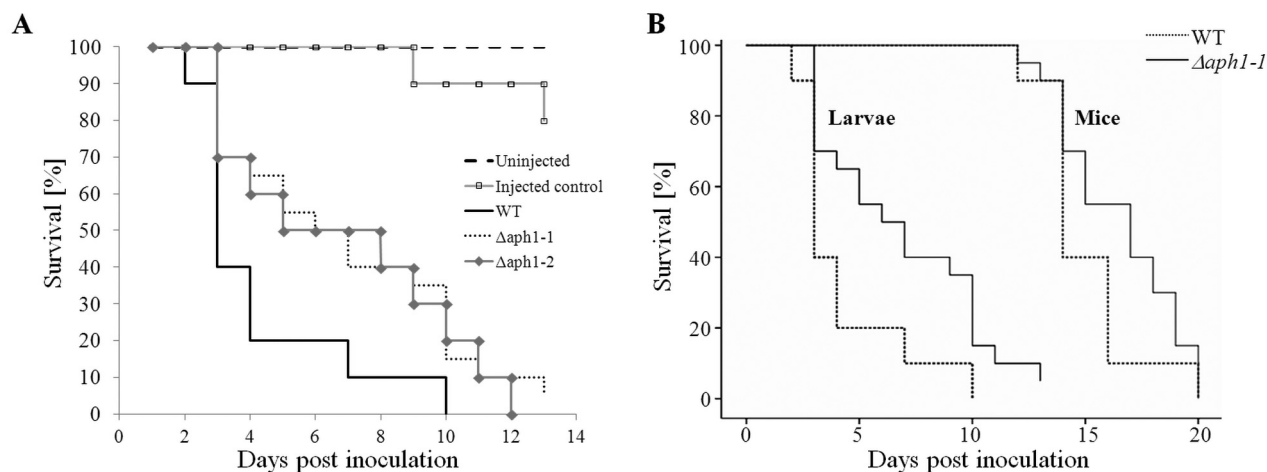 A
Survival [%]
100
90
80
70
60
50
40
30
20
10
0
0 2 4 6 8 10 12 14
Days post inoculation
Uninjected
Injected control
WT
Δaph1-1
Δaph1-2
B
Survival [%]
100
80
60
40
20
0
0 5 10 15 20
Days post inoculation
WT
Δaph1-1
Larvae
Mice